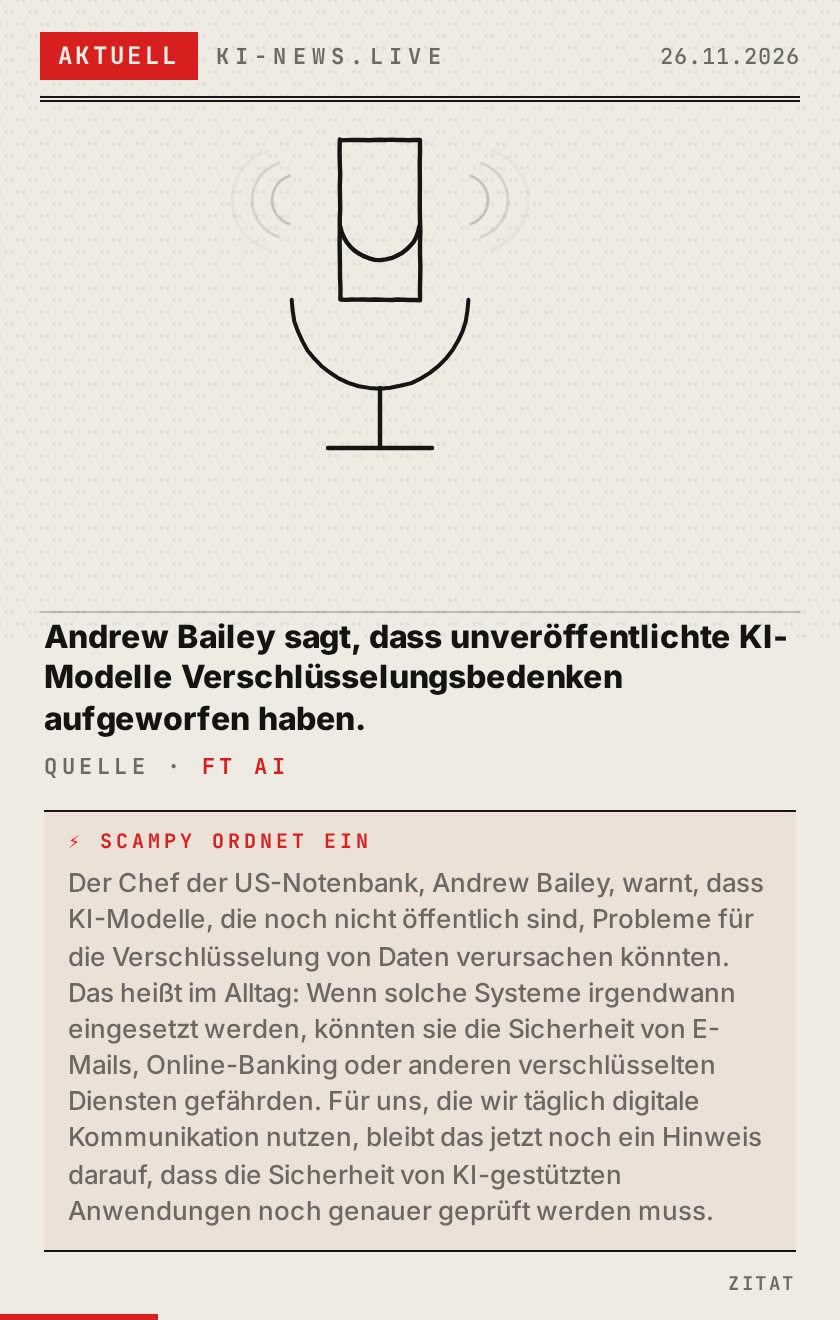 AKTUELL KI-NEWS.LIVE 26.11.2026
Andrew Bailey sagt, dass unveröffentlichte KI-
Modelle Verschlüsselungsbedenken
aufgeworfen haben.
QUELLE · FT AI
⚡ SCAMPY ORDNET EIN
Der Chef der US-Notenbank, Andrew Bailey, warnt, dass
KI-Modelle, die noch nicht öffentlich sind, Probleme für
die Verschlüsselung von Daten verursachen könnten.
Das heißt im Alltag: Wenn solche Systeme irgendwann
eingesetzt werden, könnten sie die Sicherheit von E-
Mails, Online-Banking oder anderen verschlüsselten
Diensten gefährden. Für uns, die wir täglich digitale
Kommunikation nutzen, bleibt das jetzt noch ein Hinweis
darauf, dass die Sicherheit von KI-gestützten
Anwendungen noch genauer geprüft werden muss.
ZITAT